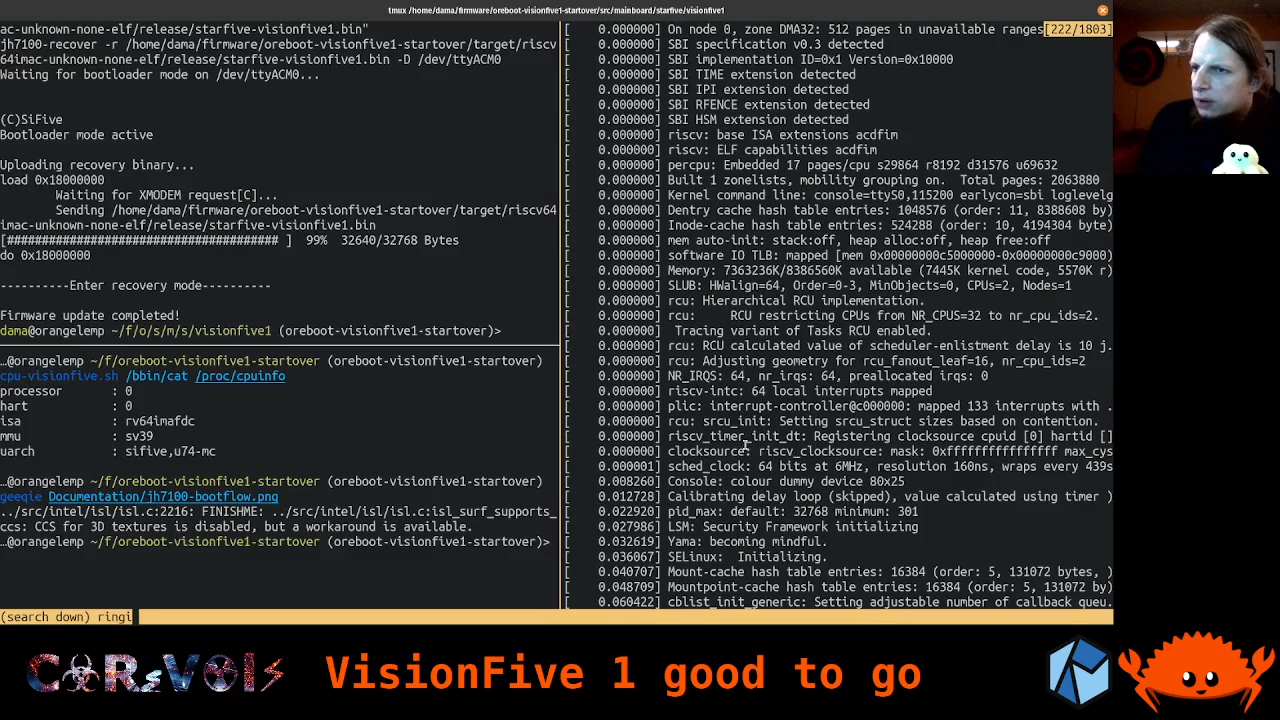 tmux /home/dama/firmware/oreboot-visionfive1-startover/src/mainboard/starfive/visionfive1
ac-unknown-none-elf/release/starfive-visionfive1.bin"
jh7100-recover -r /home/dama/firmware/oreboot-visionfive1-startover/target/riscv
64imac-unknown-none-elf/release/starfive-visionfive1.bin -D /dev/ttyACM0
Waiting for bootloader mode on /dev/ttyACM0...
(C)SiFive
Bootloader mode active
Uploading recovery binary...
load 0x18000000
Waiting for XMODEM request[C]...
Sending /home/dama/firmware/oreboot-visionfive1-startover/target/riscv64
imac-unknown-none-elf/release/starfive-visionfive1.bin
[####################################### ] 99% 32640/32768 Bytes
do 0x18000000
----------Enter recovery mode----------
Firmware update completed!
dama@orangelemp ~/f/o/s/m/s/visionfive1 (oreboot-visionfive1-startover)>
…@orangelemp ~/f/oreboot-visionfive1-startover (oreboot-visionfive1-startover)
cpu-visionfive.sh /bbin/cat /proc/cpuinfo
processor : 0
hart : 0
isa : rv64imafdc
mmu : sv39
uarch : sifive,u74-mc
…@orangelemp ~/f/oreboot-visionfive1-startover (oreboot-visionfive1-startover)
geeqie Documentation/jh7100-bootflow.png
../src/intel/isl/isl.c:2216: FINISHME: ../src/intel/isl/isl.c:isl_surf_supports_
ccs: CCS for 3D textures is disabled, but a workaround is available.
…@orangelemp ~/f/oreboot-visionfive1-startover (oreboot-visionfive1-startover)>
[ 0.000000] On node 0, zone DMA32: 512 pages in unavailable ranges[222/1803]
[ 0.000000] SBI specification v0.3 detected
[ 0.000000] SBI implementation ID=0x1 Version=0x10000
[ 0.000000] SBI TIME extension detected
[ 0.000000] SBI IPI extension detected
[ 0.000000] SBI RFENCE extension detected
[ 0.000000] SBI HSM extension detected
[ 0.000000] riscv: base ISA extensions acdfim
[ 0.000000] riscv: ELF capabilities acdfim
[ 0.000000] percpu: Embedded 17 pages/cpu s29864 r8192 d31576 u69632
[ 0.000000] Built 1 zonelists, mobility grouping on. Total pages: 2063880
[ 0.000000] Kernel command line: console=ttyS0,115200 earlycon=sbi loglevelg
[ 0.000000] Dentry cache hash table entries: 1048576 (order: 11, 8388608 by)
[ 0.000000] Inode-cache hash table entries: 524288 (order: 10, 4194304 byte)
[ 0.000000] mem auto-init: stack:off, heap alloc:off, heap free:off
[ 0.000000] software IO TLB: mapped [mem 0x00000000c5000000-0x00000000c9000)
[ 0.000000] Memory: 7363236K/8386560K available (7445K kernel code, 5570K r)
[ 0.000000] SLUB: HWalign=64, Order=0-3, MinObjects=0, CPUs=2, Nodes=1
[ 0.000000] rcu: Hierarchical RCU implementation.
[ 0.000000] rcu: RCU restricting CPUs from NR_CPUS=32 to nr_cpu_ids=2.
[ 0.000000] Tracing variant of Tasks RCU enabled.
[ 0.000000] rcu: RCU calculated value of scheduler-enlistment delay is 10 j.
[ 0.000000] rcu: Adjusting geometry for rcu_fanout_leaf=16, nr_cpu_ids=2
[ 0.000000] NR_IRQS: 64, nr_irqs: 64, preallocated irqs: 0
[ 0.000000] riscv-intc: 64 local interrupts mapped
[ 0.000000] plic: interrupt-controller@c000000: mapped 133 interrupts with .
[ 0.000000] rcu: srcu_init: Setting srcu_struct sizes based on contention.
[ 0.000000] riscv_timer_init_dt: Registering clocksource cpuid [0] hartid []
[ 0.000000] clocksource: riscv_clocksource: mask: 0xffffffffffffffff max_cys
[ 0.000001] sched_clock: 64 bits at 6MHz, resolution 160ns, wraps every 439s
[ 0.008260] Console: colour dummy device 80x25
[ 0.012728] Calibrating delay loop (skipped), value calculated using timer )
[ 0.022920] pid_max: default: 32768 minimum: 301
[ 0.027986] LSM: Security Framework initializing
[ 0.032619] Yama: becoming mindful.
[ 0.036067] SELinux: Initializing.
[ 0.040707] Mount-cache hash table entries: 16384 (order: 5, 131072 bytes, )
[ 0.048709] Mountpoint-cache hash table entries: 16384 (order: 5, 131072 by)
[ 0.060422] cblist_init_generic: Setting adjustable number of callback queu.
(search down) ringi
VisionFive 1 good to go